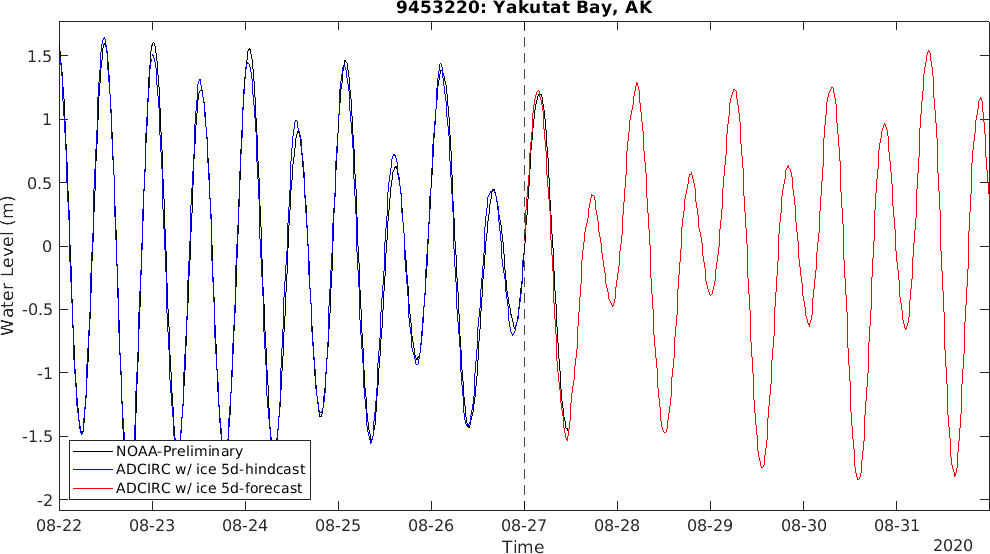 9453220: Yakutat Bay, AK
Water Level (m)
1.5
1
0.5
0
-0.5
-1
-1.5
-2
NOAA-Preliminary
ADCIRC w/ ice 5d-hindcast
ADCIRC w/ ice 5d-forecast
08-22 08-23 08-24 08-25 08-26 08-27 08-28 08-29 08-30 08-31
Time
2020